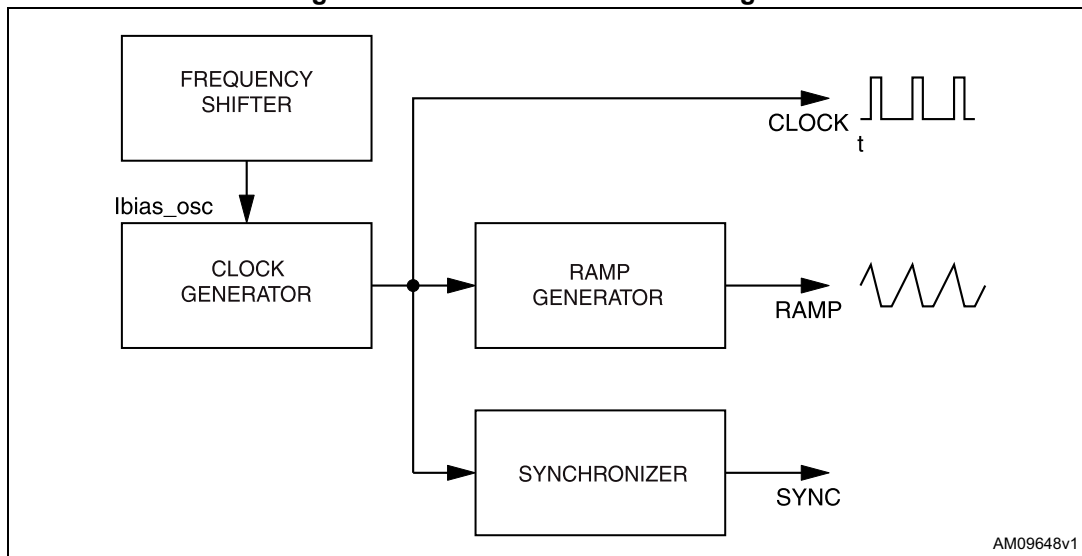 FREQUENCY
SHIFTER
CLOCK
t
Ibias_osc
CLOCK
GENERATOR
RAMP
GENERATOR
RAMP
SYNCHRONIZER
SYNC
AM09648v1